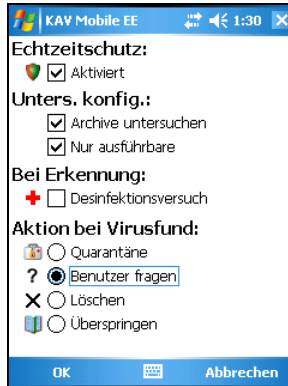 KAV Mobile EE 1:30
Echtzeitschutz:
Aktiviert
Unters. konfig.:
Archive untersuchen
Nur ausführbare
Bei Erkennung:
Desinfektionsversuch
Aktion bei Virusfund:
Quarantäne
? Benutzer fragen
Löschen
Überspringen
OK Abbrechen